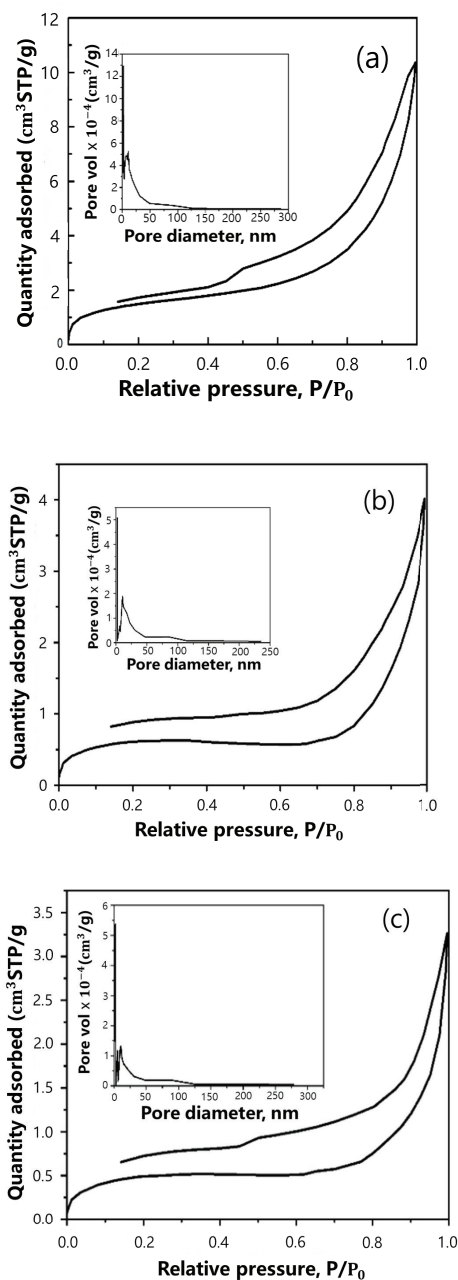 (a)
Quantity adsorbed (cm³STP/g)
12
10
8
6
4
2
0
0.0 0.2 0.4 0.6 0.8 1.0
Relative pressure, P/P₀
Pore vol x 10⁻⁴(cm³/g)
14
12
10
8
6
4
2
0
0 50 100 150 200 250 300
Pore diameter, nm
(b)
Quantity adsorbed (cm³STP/g)
4
3
2
1
0
0.0 0.2 0.4 0.6 0.8 1.0
Relative pressure, P/P₀
Pore vol x 10⁻⁴(cm³/g)
5
4
3
2
1
0
0 50 100 150 200 250
Pore diameter, nm
(c)
Quantity adsorbed (cm³STP/g
3.5
3.0
2.5
2.0
1.5
1.0
0.5
0.0
0.0 0.2 0.4 0.6 0.8 1.0
Relative pressure, P/P₀
Pore vol x 10⁻⁴(cm³/g)
6
5
4
3
2
1
0
0 50 100 150 200 250 300
Pore diameter, nm